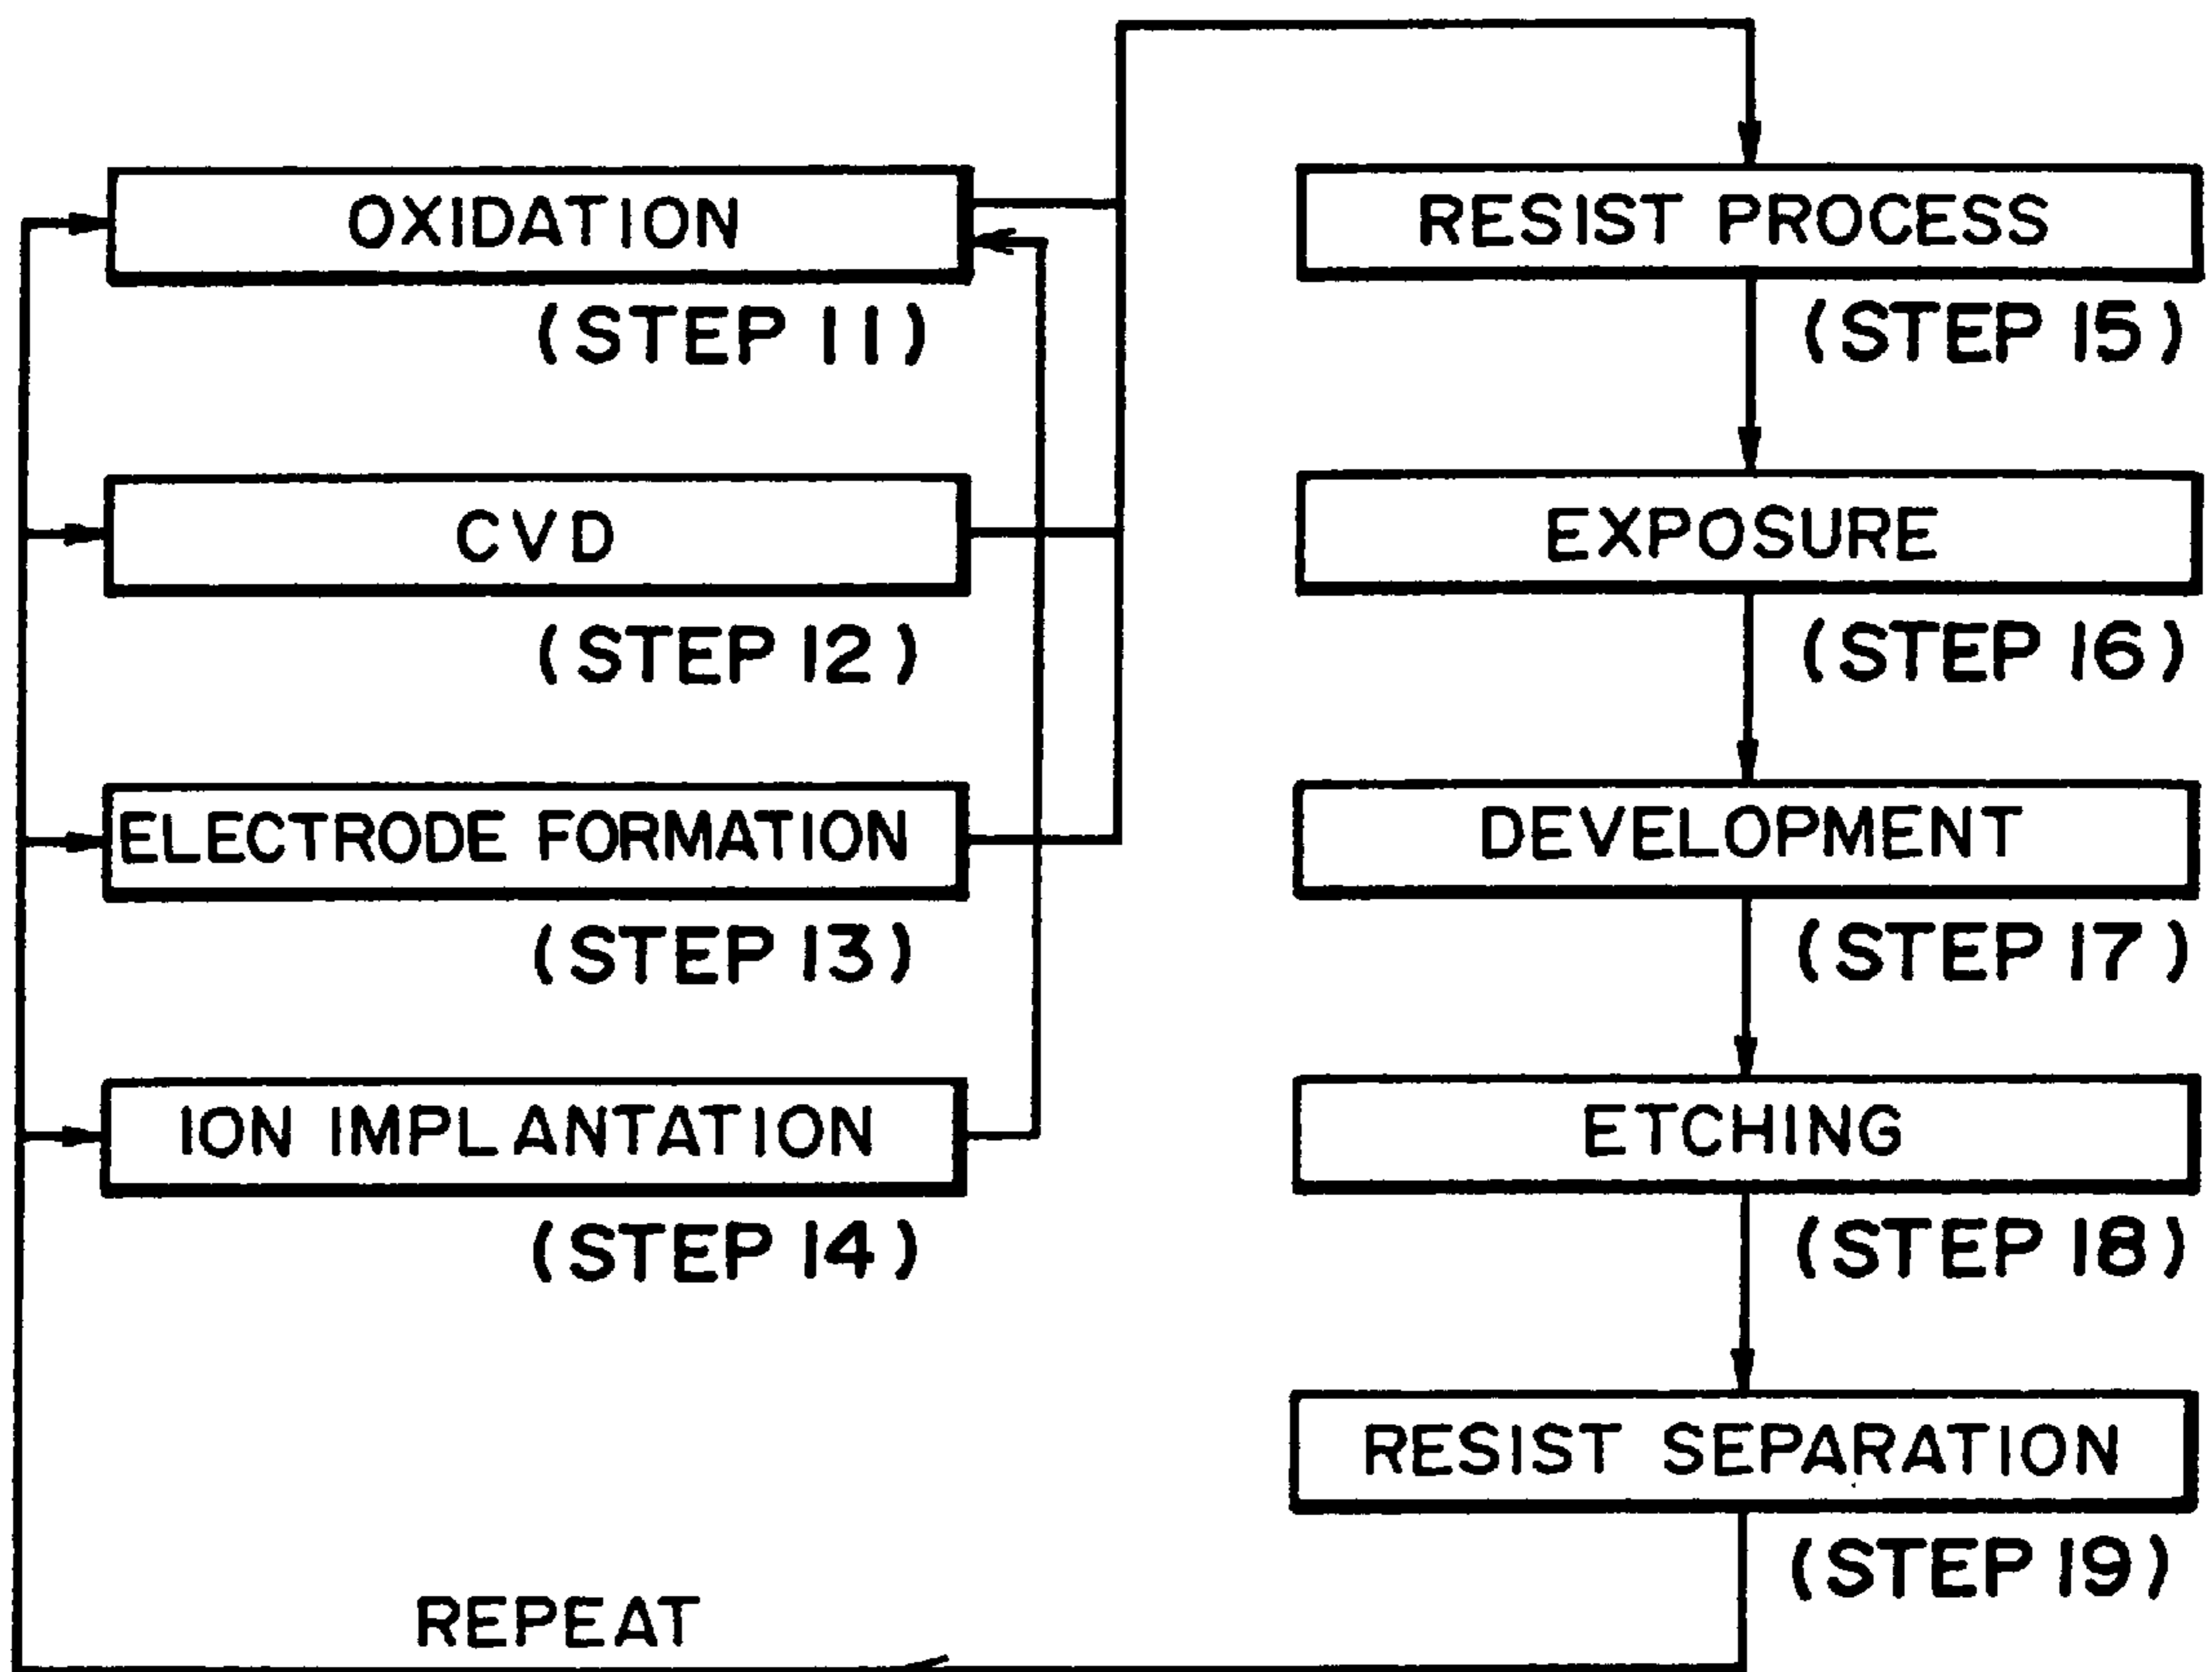 OXIDATION
(STEP 11)
CVD
(STEP 12)
ELECTRODE FORMATION
(STEP 13)
ION IMPLANTATION
(STEP 14)
RESIST PROCESS
(STEP 15)
EXPOSURE
(STEP 16)
DEVELOPMENT
(STEP 17)
ETCHING
(STEP 18)
RESIST SEPARATION
(STEP 19)
REPEAT